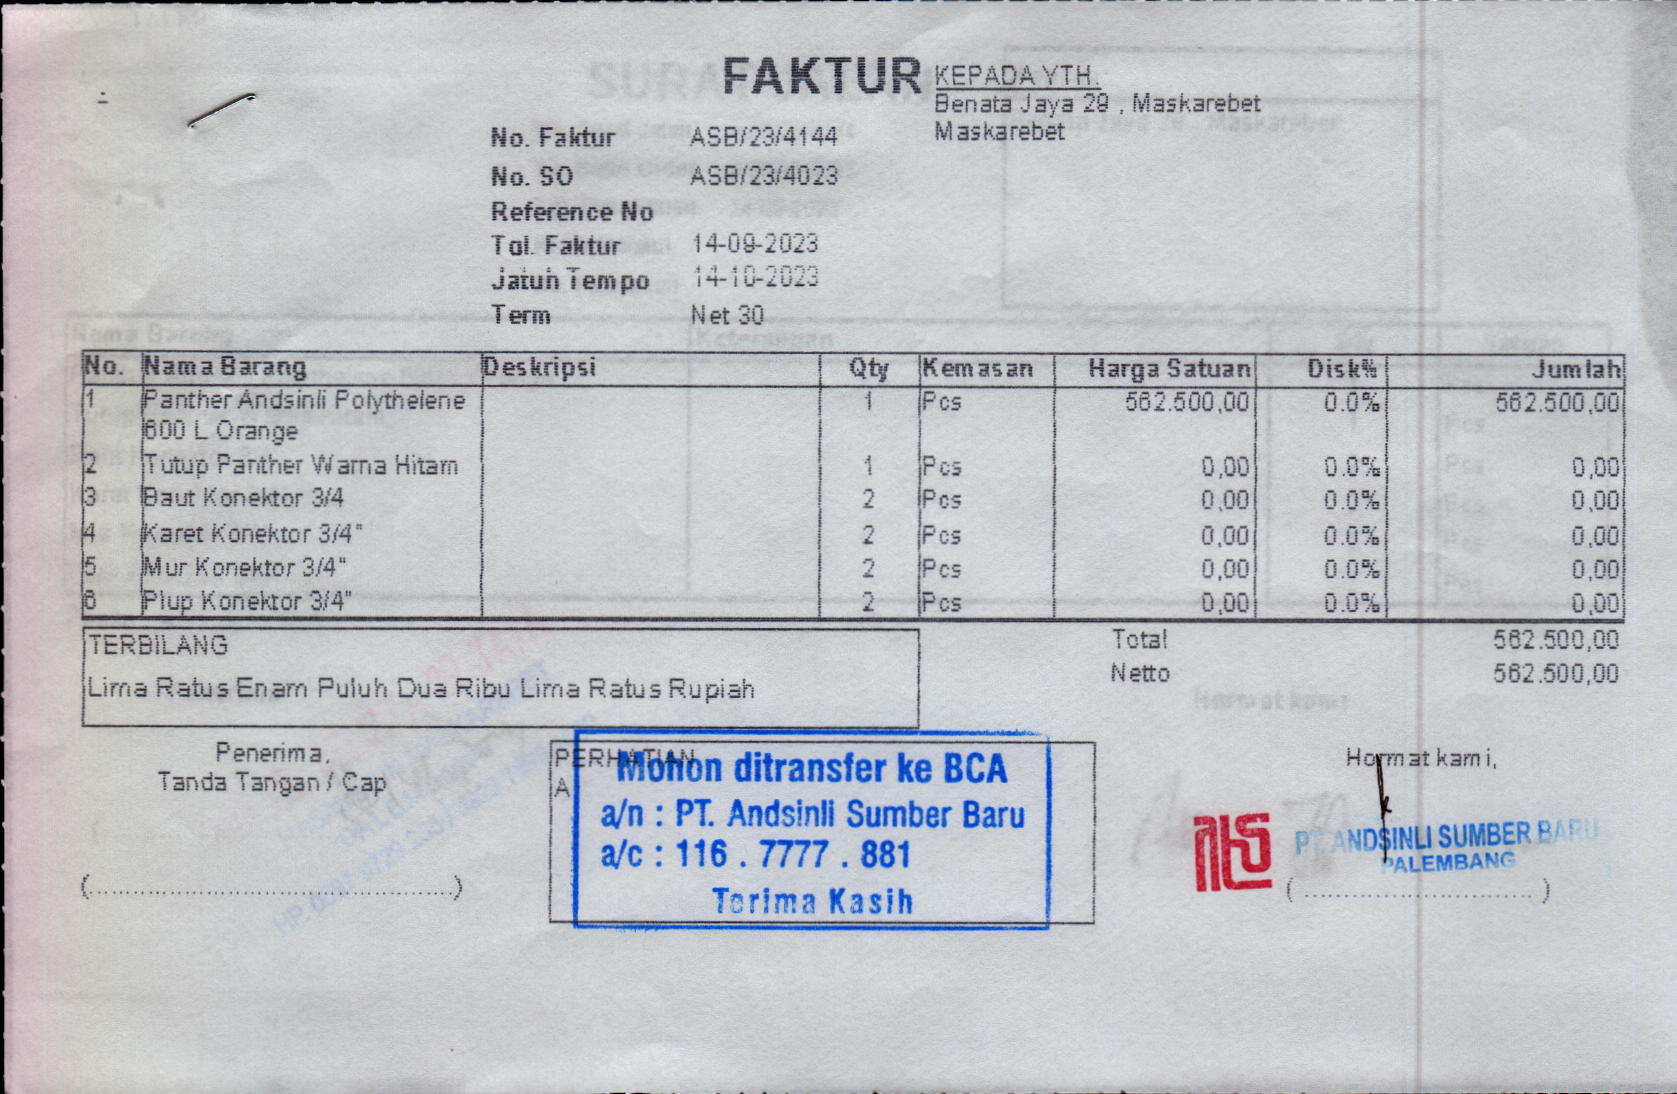 FAKTUR
KEPADA YTH.
Benata Jaya 29 , Maskarebet
Maskarebet
No. Faktur ASB/23/4144
No. SO ASB/23/4023
Reference No
Tgl. Faktur 14-09-2023
Jatuh Tempo 14-10-2023
Term Net 30
No. Nama Barang Deskripsi Qty Kemasan Harga Satuan Disk% Jumlah
1 Panther Andsinli Polythelene 1 Pcs 562.500,00 0.0% 562.500,00
600 L Orange
2 Tutup Panther Warna Hitam 1 Pcs 0,00 0.0% 0,00
3 Baut Konektor 3/4 2 Pcs 0,00 0.0% 0,00
4 Karet Konektor 3/4" 2 Pcs 0,00 0.0% 0,00
5 Mur Konektor 3/4" 2 Pcs 0,00 0.0% 0,00
6 Plup Konektor 3/4" 2 Pcs 0,00 0.0% 0,00
TERBILANG
Lima Ratus Enam Puluh Dua Ribu Lima Ratus Rupiah
Total 562.500,00
Netto 562.500,00
Penerima,
Tanda Tangan / Cap
PERHATIAN
A
Mohon ditransfer ke BCA
a/n : PT. Andsinli Sumber Baru
a/c : 116 . 7777 . 881
Terima Kasih
Hormat kami,
PT. ANDSINLI SUMBER BARU
PALEMBANG